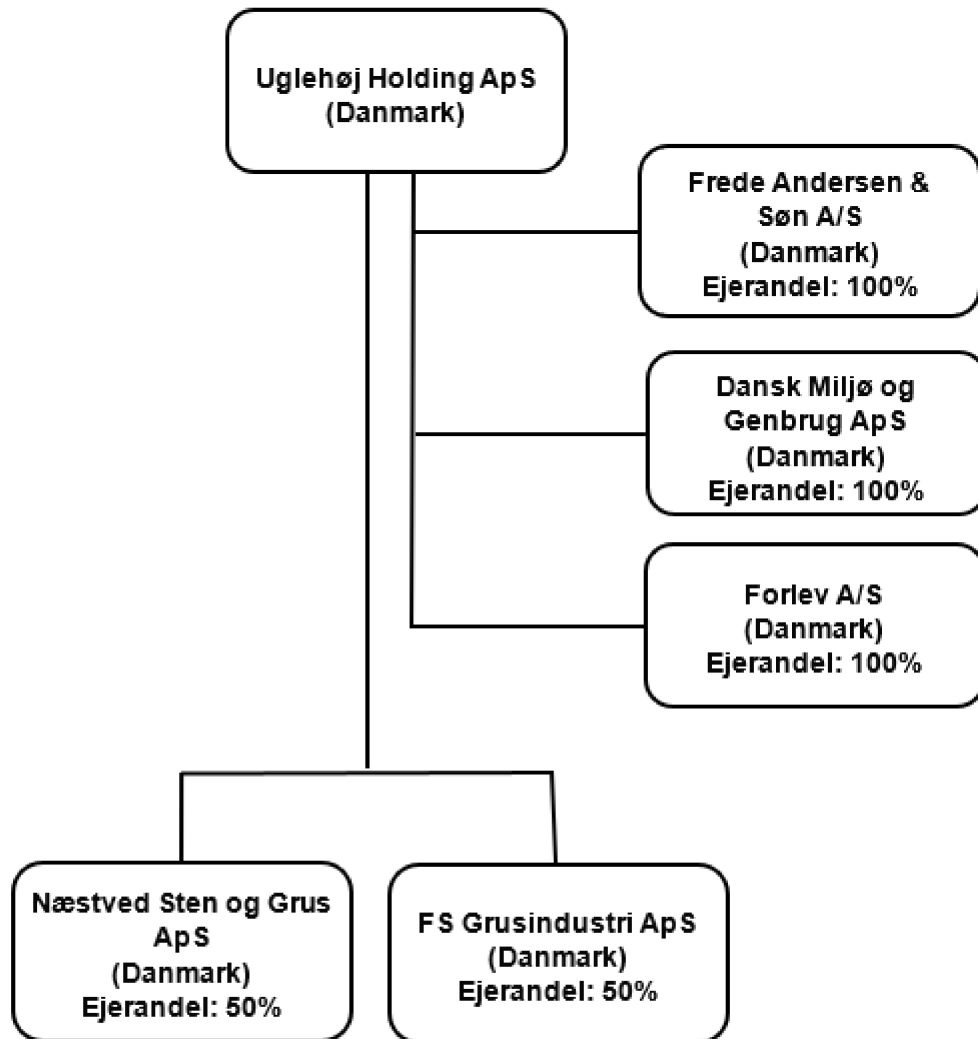 Uglehøj Holding ApS
(Danmark)
Frede Andersen &
Søn A/S
(Danmark)
Ejerandel: 100%
Dansk Miljø og
Genbrug ApS
(Danmark)
Ejerandel: 100%
Forlev A/S
(Danmark)
Ejerandel: 100%
Næstved Sten og Grus
ApS
(Danmark)
Ejerandel: 50%
FS Grusindustri ApS
(Danmark)
Ejerandel: 50%